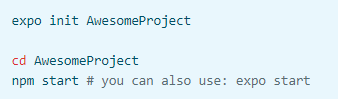 expo init AwesomeProject
cd AwesomeProject
npm start # you can also use: expo start